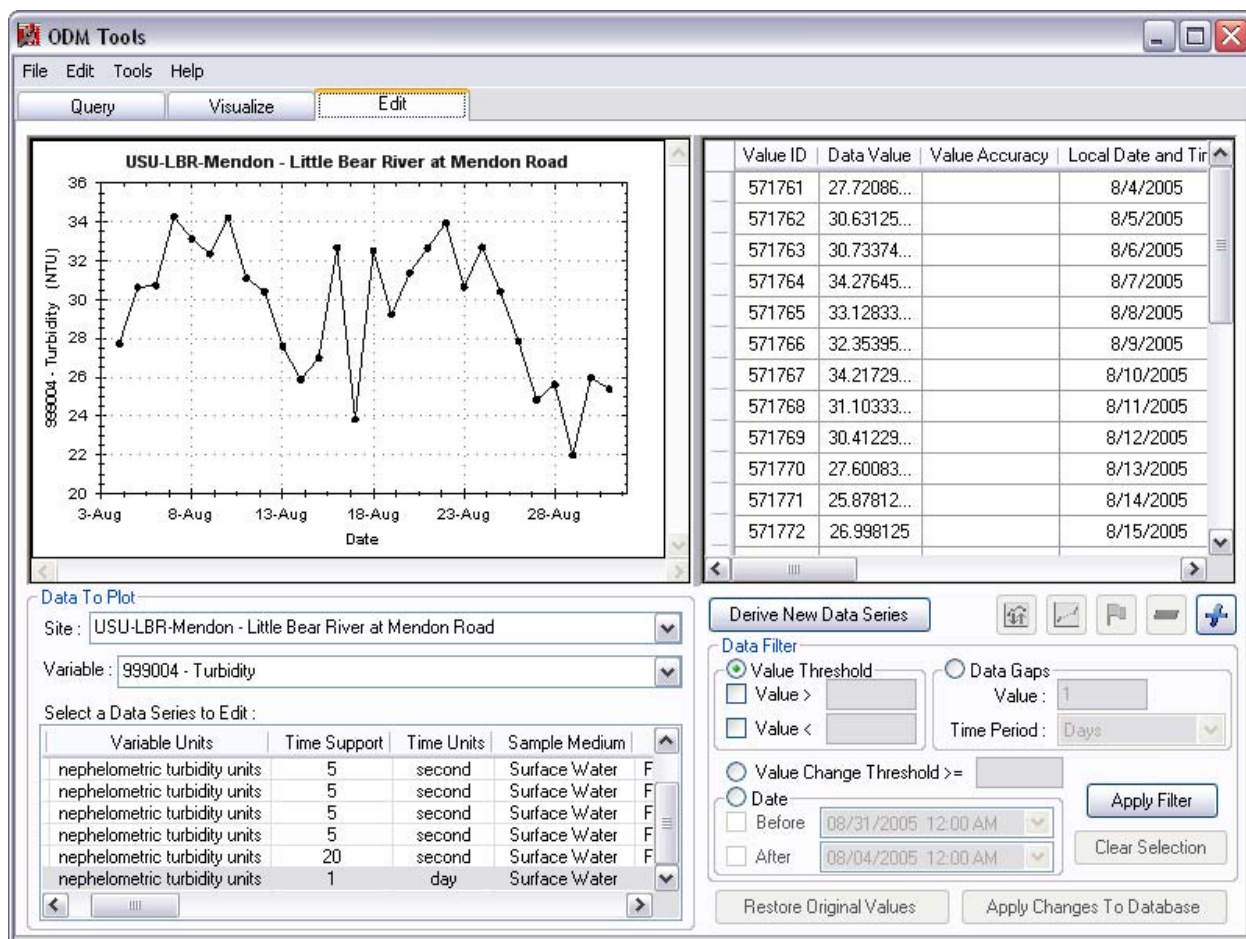 ODM Tools
File Edit Tools Help
Query Visualize Edit
USU-LBR-Mendon - Little Bear River at Mendon Road
999004 - Turbidity (NTU)
36
34
32
30
28
26
24
22
20
3-Aug 8-Aug 13-Aug 18-Aug 23-Aug 28-Aug
Date
Value ID Data Value Value Accuracy Local Date and Tir
571761 27.72086... 8/4/2005
571762 30.63125... 8/5/2005
571763 30.73374... 8/6/2005
571764 34.27645... 8/7/2005
571765 33.12833... 8/8/2005
571766 32.35395... 8/9/2005
571767 34.21729... 8/10/2005
571768 31.10333... 8/11/2005
571769 30.41229... 8/12/2005
571770 27.60083... 8/13/2005
571771 25.87812... 8/14/2005
571772 26.998125 8/15/2005
Data To Plot
Site : USU-LBR-Mendon - Little Bear River at Mendon Road
Variable : 999004 - Turbidity
Select a Data Series to Edit :
Variable Units Time Support Time Units Sample Medium
nephelometric turbidity units 5 second Surface Water F
nephelometric turbidity units 5 second Surface Water F
nephelometric turbidity units 5 second Surface Water F
nephelometric turbidity units 5 second Surface Water F
nephelometric turbidity units 20 second Surface Water F
nephelometric turbidity units 1 day Surface Water
Derive New Data Series
Data Filter
Value Threshold
Value >
Value <
Data Gaps
Value : 1
Time Period : Days
Value Change Threshold >=
Date
Before 08/31/2005 12:00 AM
After 08/04/2005 12:00 AM
Apply Filter
Clear Selection
Restore Original Values Apply Changes To Database